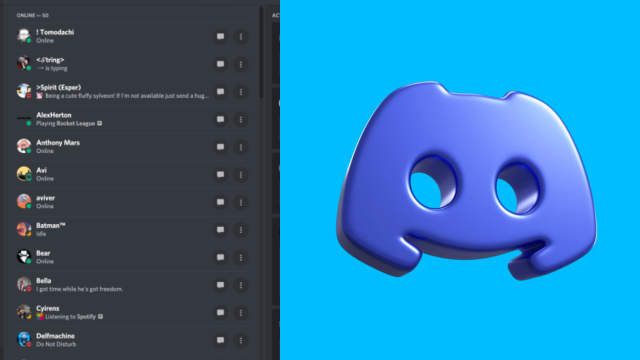 ONLINE — 50
AC
! Tomodachi
Online
is typing
>Spirit (Esper)
Being a cute fluffy sylveon! If I'm not available just send a hug...
AlexHerton
Playing Rocket League
Anthony Mars
Online
Avi
Online
aviver
Online
Batman™
Idle
Bear
Online
Bella
I got time while he's got freedom.
Cyirens
Listening to Spotify
Delfmachine
Do Not Disturb